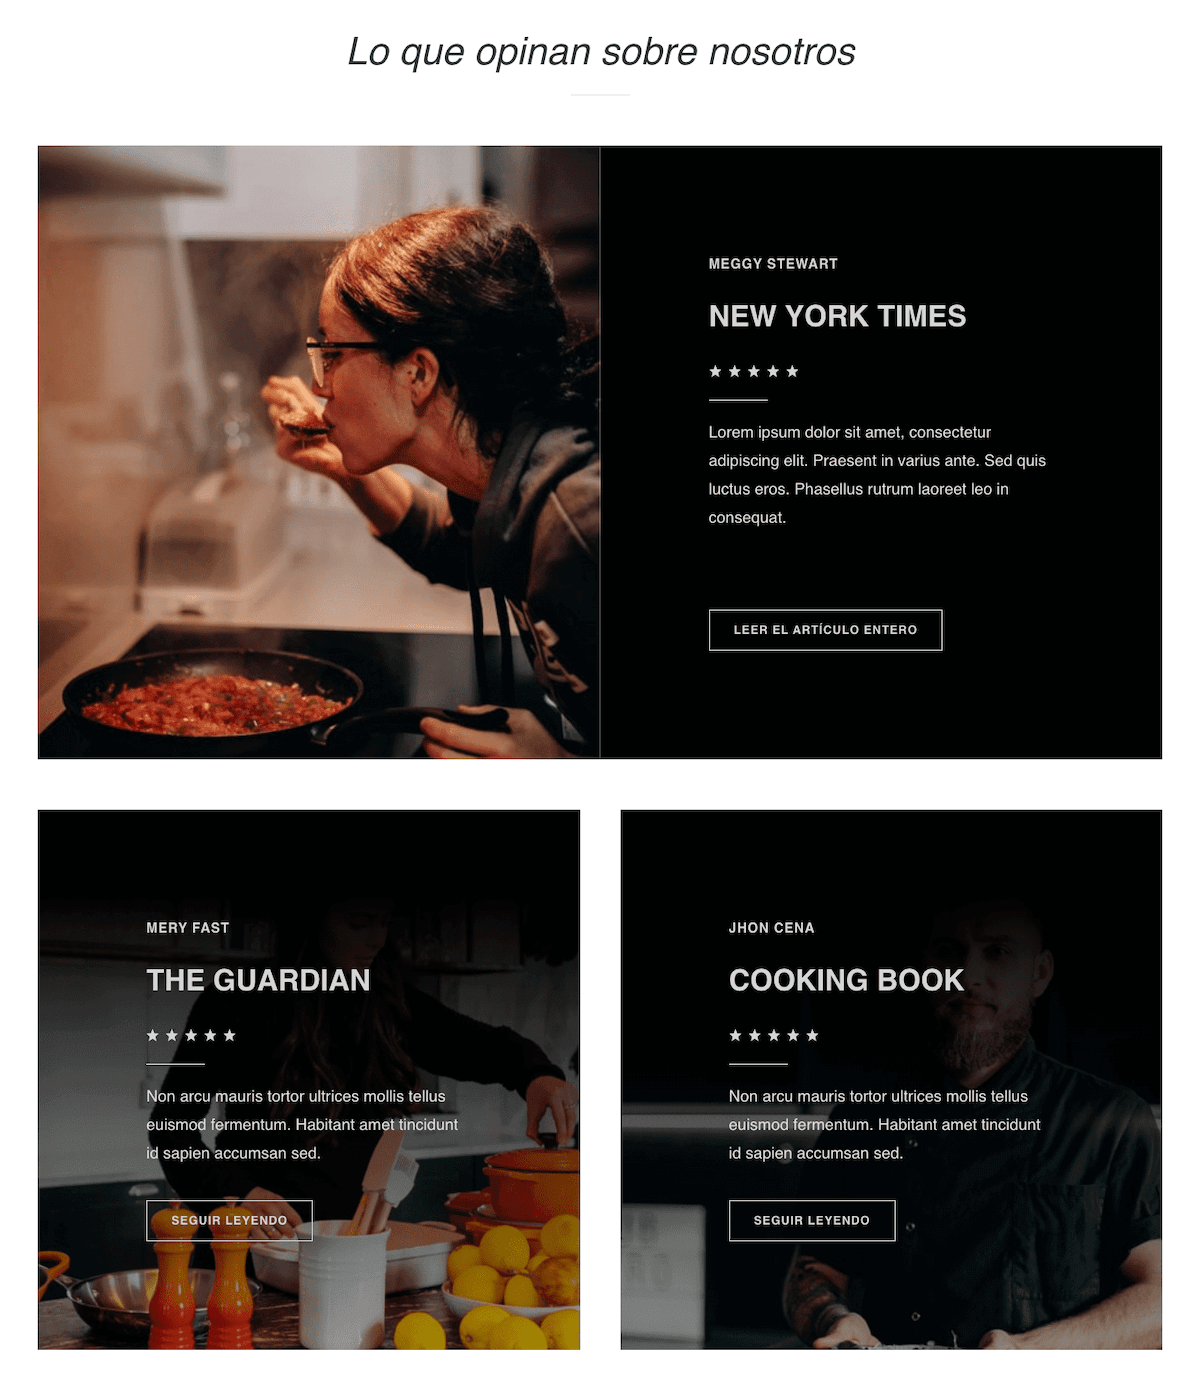 Lo que opinan sobre nosotros
MEGGY STEWART
NEW YORK TIMES
★ ★ ★ ★ ★
Lorem ipsum dolor sit amet, consectetur
adipiscing elit. Praesent in varius ante. Sed quis
luctus eros. Phasellus rutrum laoreet leo in
consequat.
LEER EL ARTÍCULO ENTERO
MERY FAST
THE GUARDIAN
★ ★ ★ ★ ★
Non arcu mauris tortor ultrices mollis tellus
euismod fermentum. Habitant amet tincidunt
id sapien accumsan sed.
SEGUIR LEYENDO
JHON CENA
COOKING BOOK
★ ★ ★ ★ ★
Non arcu mauris tortor ultrices mollis tellus
euismod fermentum. Habitant amet tincidunt
id sapien accumsan sed.
SEGUIR LEYENDO